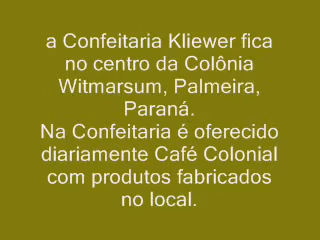 a Confeitaria Kliewer fica
no centro da Colônia
Witmarsum, Palmeira,
Paraná.
Na Confeitaria é oferecido
diariamente Café Colonial
com produtos fabricados
no local.